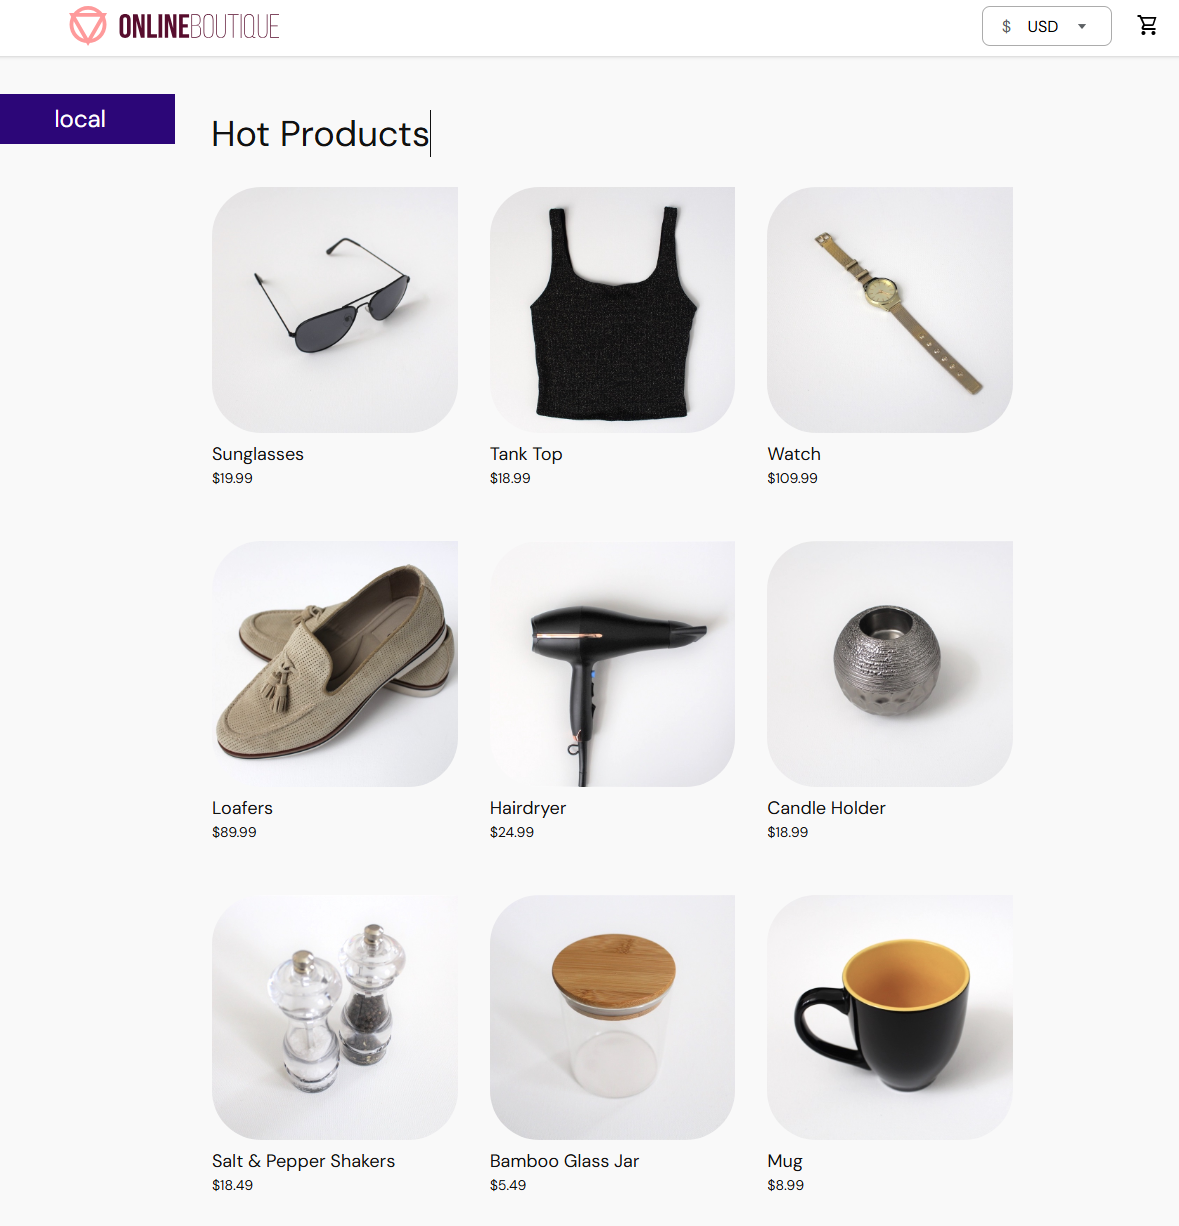 ONLINEBOUTIQUE
$ USD
local
Hot Products
Sunglasses
$19.99
Tank Top
$18.99
Watch
$109.99
Loafers
$89.99
Hairdryer
$24.99
Candle Holder
$18.99
Salt & Pepper Shakers
$18.49
Bamboo Glass Jar
$5.49
Mug
$8.99